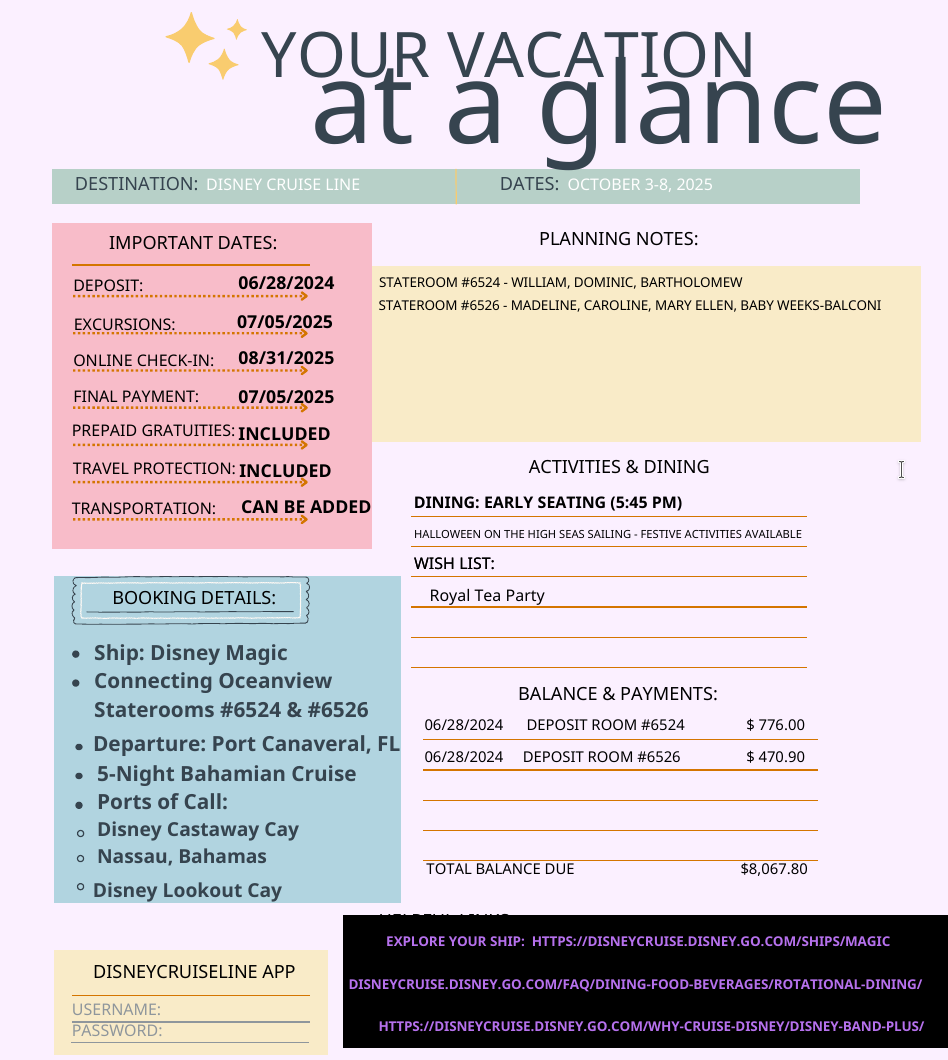 YOUR VACATION
at a glance
DESTINATION: DISNEY CRUISE LINE
DATES: OCTOBER 3-8, 2025
IMPORTANT DATES:
DEPOSIT: 06/28/2024
EXCURSIONS: 07/05/2025
ONLINE CHECK-IN: 08/31/2025
FINAL PAYMENT: 07/05/2025
PREPAID GRATUITIES: INCLUDED
TRAVEL PROTECTION: INCLUDED
TRANSPORTATION: CAN BE ADDED
PLANNING NOTES:
STATEROOM #6524 - WILLIAM, DOMINIC, BARTHOLOMEW
STATEROOM #6526 - MADELINE, CAROLINE, MARY ELLEN, BABY WEEKS-BALCONI
ACTIVITIES & DINING
DINING: EARLY SEATING (5:45 PM)
HALLOWEEN ON THE HIGH SEAS SAILING - FESTIVE ACTIVITIES AVAILABLE
WISH LIST:
Royal Tea Party
BOOKING DETAILS:
Ship: Disney Magic
Connecting Oceanview
Staterooms #6524 & #6526
Departure: Port Canaveral, FL
5-Night Bahamian Cruise
Ports of Call:
Disney Castaway Cay
Nassau, Bahamas
Disney Lookout Cay
BALANCE & PAYMENTS:
06/28/2024 DEPOSIT ROOM #6524 $ 776.00
06/28/2024 DEPOSIT ROOM #6526 $ 470.90
TOTAL BALANCE DUE $8,067.80
EXPLORE YOUR SHIP: HTTPS://DISNEYCRUISE.DISNEY.GO.COM/SHIPS/MAGIC
DISNEYCRUISE.DISNEY.GO.COM/FAQ/DINING-FOOD-BEVERAGES/ROTATIONAL-DINING/
HTTPS://DISNEYCRUISE.DISNEY.GO.COM/WHY-CRUISE-DISNEY/DISNEY-BAND-PLUS/
DISNEYCRUISELINE APP
USERNAME:
PASSWORD: